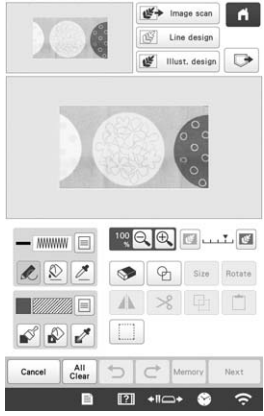 Image scan
Line design
Illust. design
100
%
Size Rotate
Cancel All Clear Memory Next